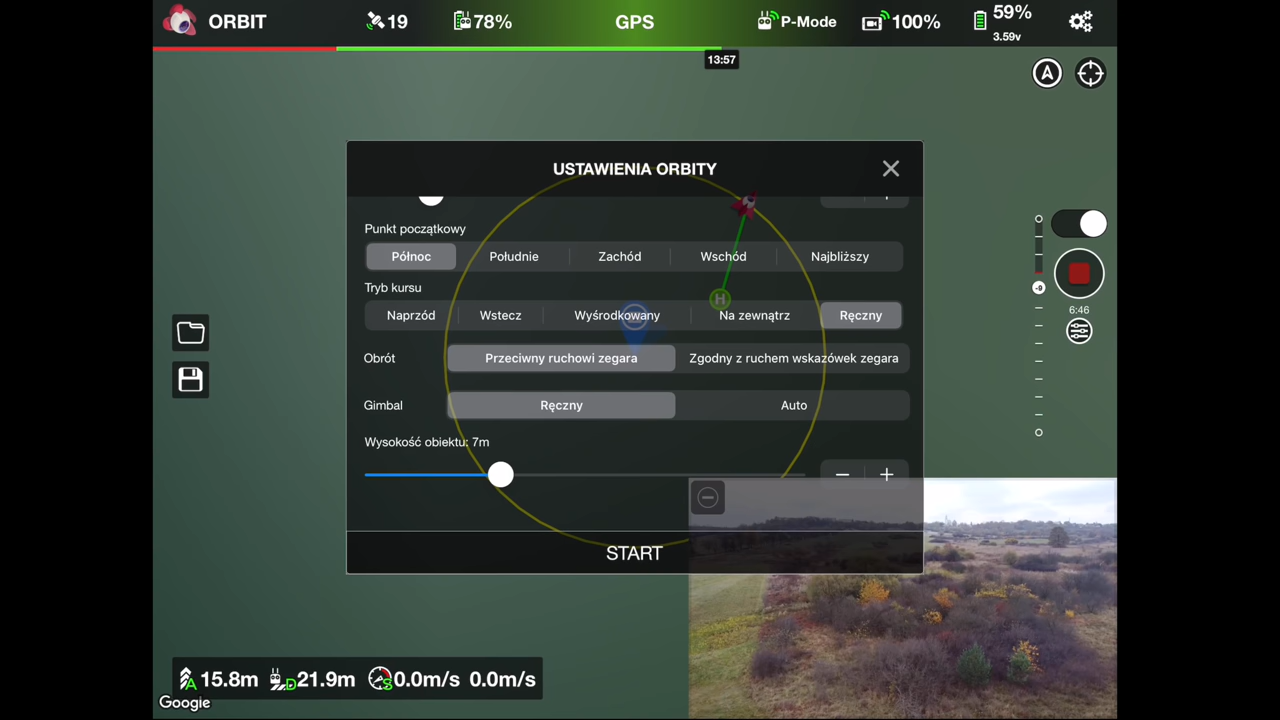 ORBIT 19 78% GPS P-Mode 100% 59%
3.59v
13:57
A
USTAWIENIA ORBITY
Punkt początkowy
Północ Południe Zachód Wschód Najbliższy
Tryb kursu
H
-9
Naprzód Wstecz Wyśrodkowany Na zewnątrz Ręczny
6:46
Obrót Przeciwny ruchowi zegara Zgodny z ruchem wskazówek zegara
Gimbal Ręczny Auto
Wysokość obiektu: 7m
START
A 15.8m D 21.9m S 0.0m/s 0.0m/s
Google